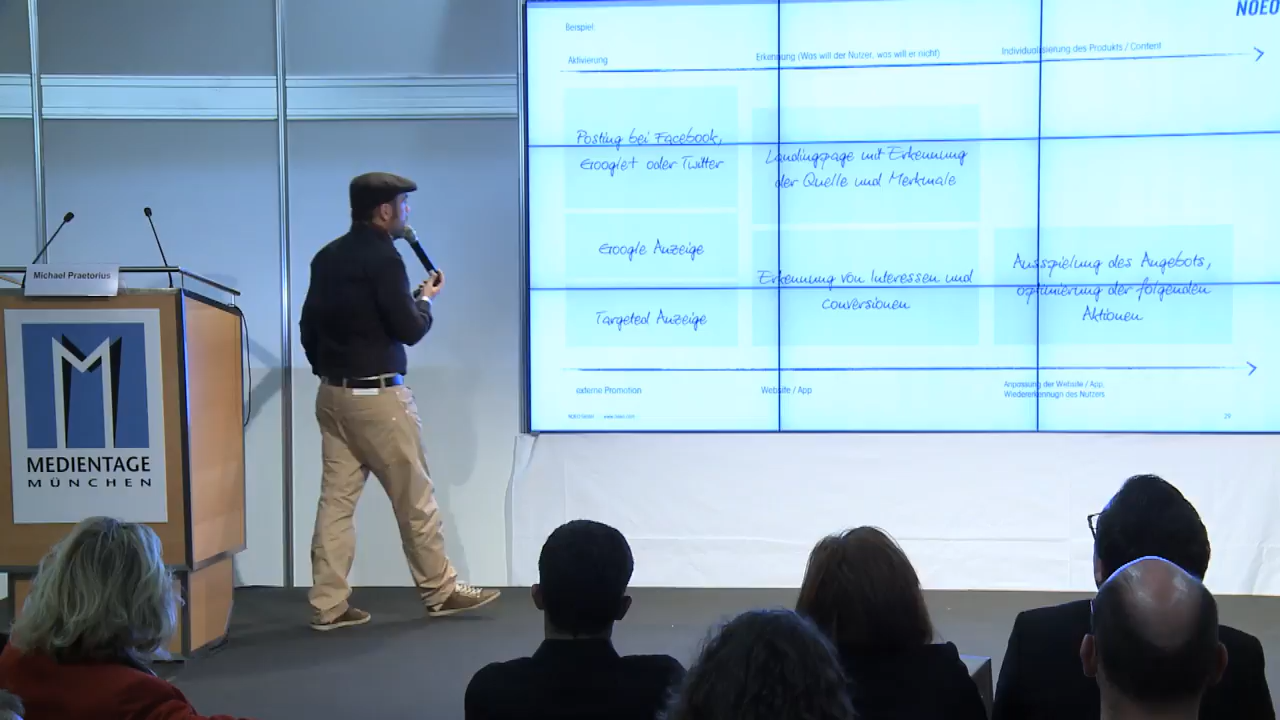 Michael Praetorius
M
MEDIENTAGE
MÜNCHEN
NOEO
Beispiel:
Aktivierung
Erkennung (Was will der Nutzer, was will er nicht)
Individualisierung des Produkts / Content
Posting bei Facebook,
Google+ oder Twitter
Landingpage mit Erkennung
der Quelle und Merkmale
Google Anzeige
Erkennung von Interessen und
conversionen
Ausspielung des Angebots,
optimierung der folgenden
Aktionen
Targeted Anzeige
externe Promotion
Website / App
Anpassung der Website / App,
Wiedererkennugn des Nutzers
29